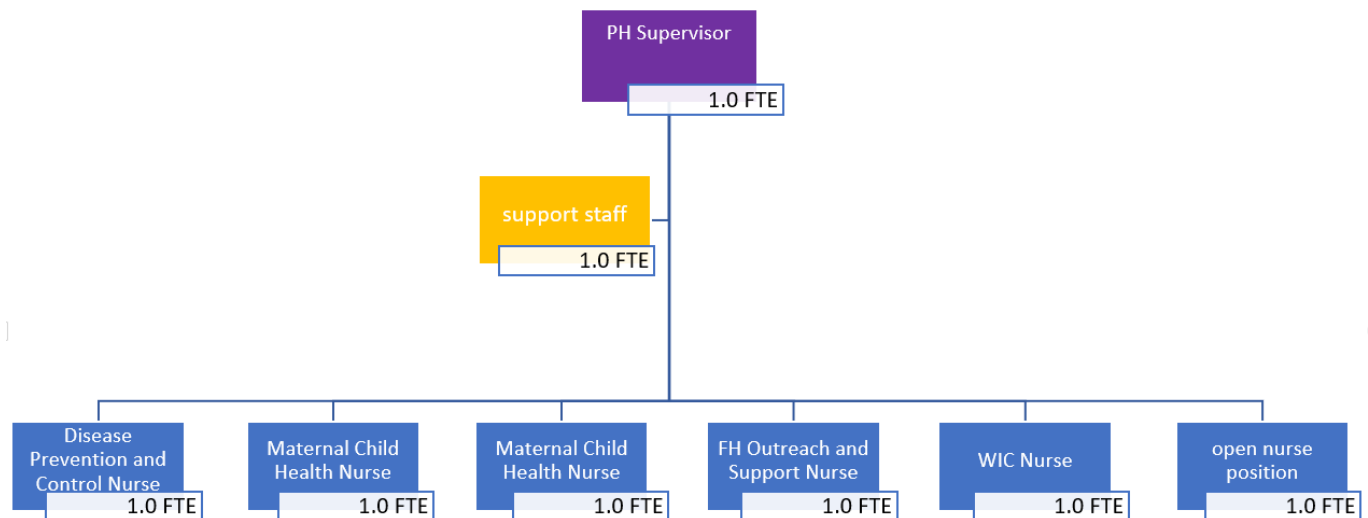 PH Supervisor
1.0 FTE
support staff
1.0 FTE
Disease
Prevention and
Control Nurse
1.0 FTE
Maternal Child
Health Nurse
1.0 FTE
Maternal Child
Health Nurse
1.0 FTE
FH Outreach and
Support Nurse
1.0 FTE
WIC Nurse
1.0 FTE
open nurse
position
1.0 FTE